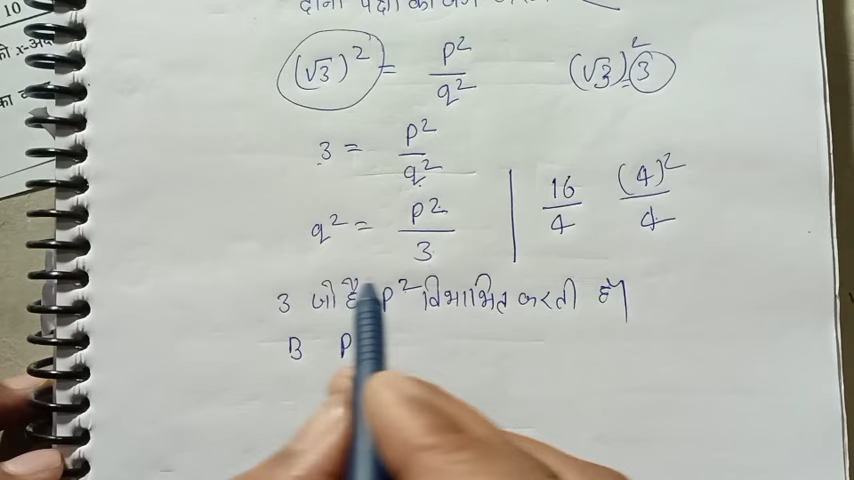 10
(√3)² = p²/q² (√3)² 3
3 = p²/q²
q² = p²/3 | 16/4 (4)²/4
3 जो है p² विभाजित करती है|
B P